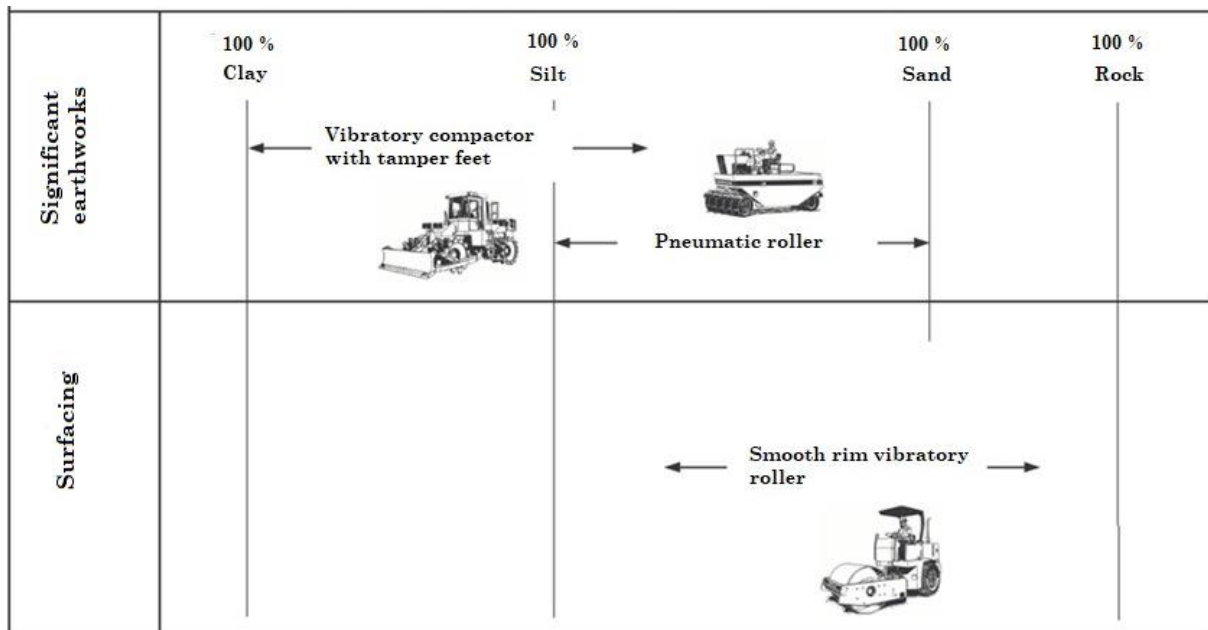 100 %
Clay
100 %
Silt
100 %
Sand
100 %
Rock
Significant
earthworks
Vibratory compactor
with tamper feet
Pneumatic roller
Surfacing
Smooth rim vibratory
roller